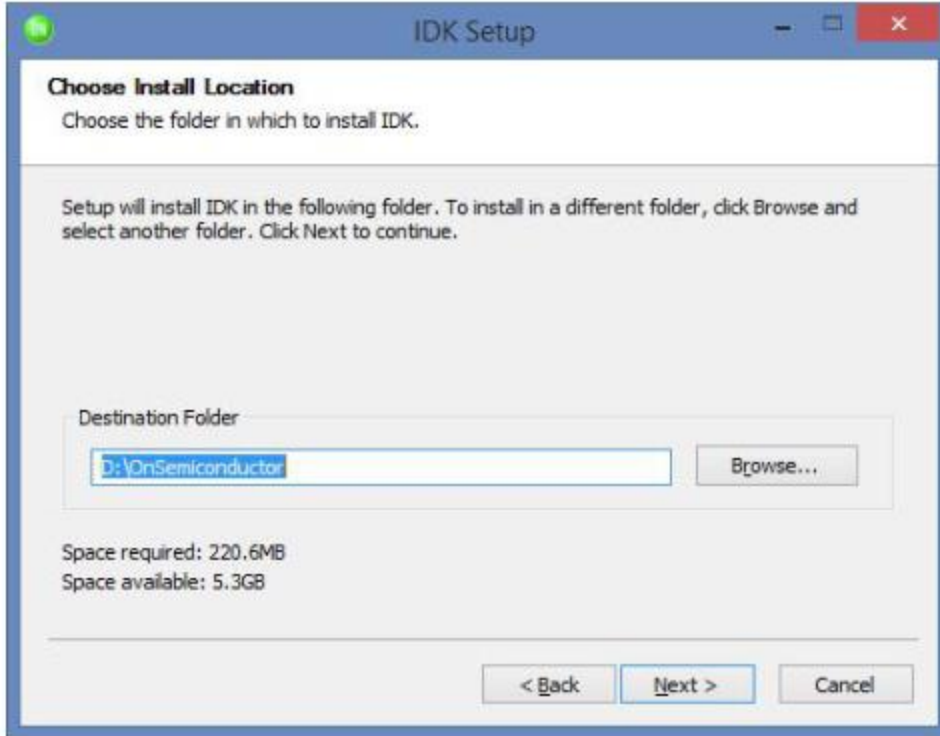 IDK Setup
Choose Install Location
Choose the folder in which to install IDK.
Setup will install IDK in the following folder. To install in a different folder, click Browse and
select another folder. Click Next to continue.
Destination Folder
D:\OnSemiconductor
Browse...
Space required: 220.6MB
Space available: 5.3GB
< Back
Next >
Cancel